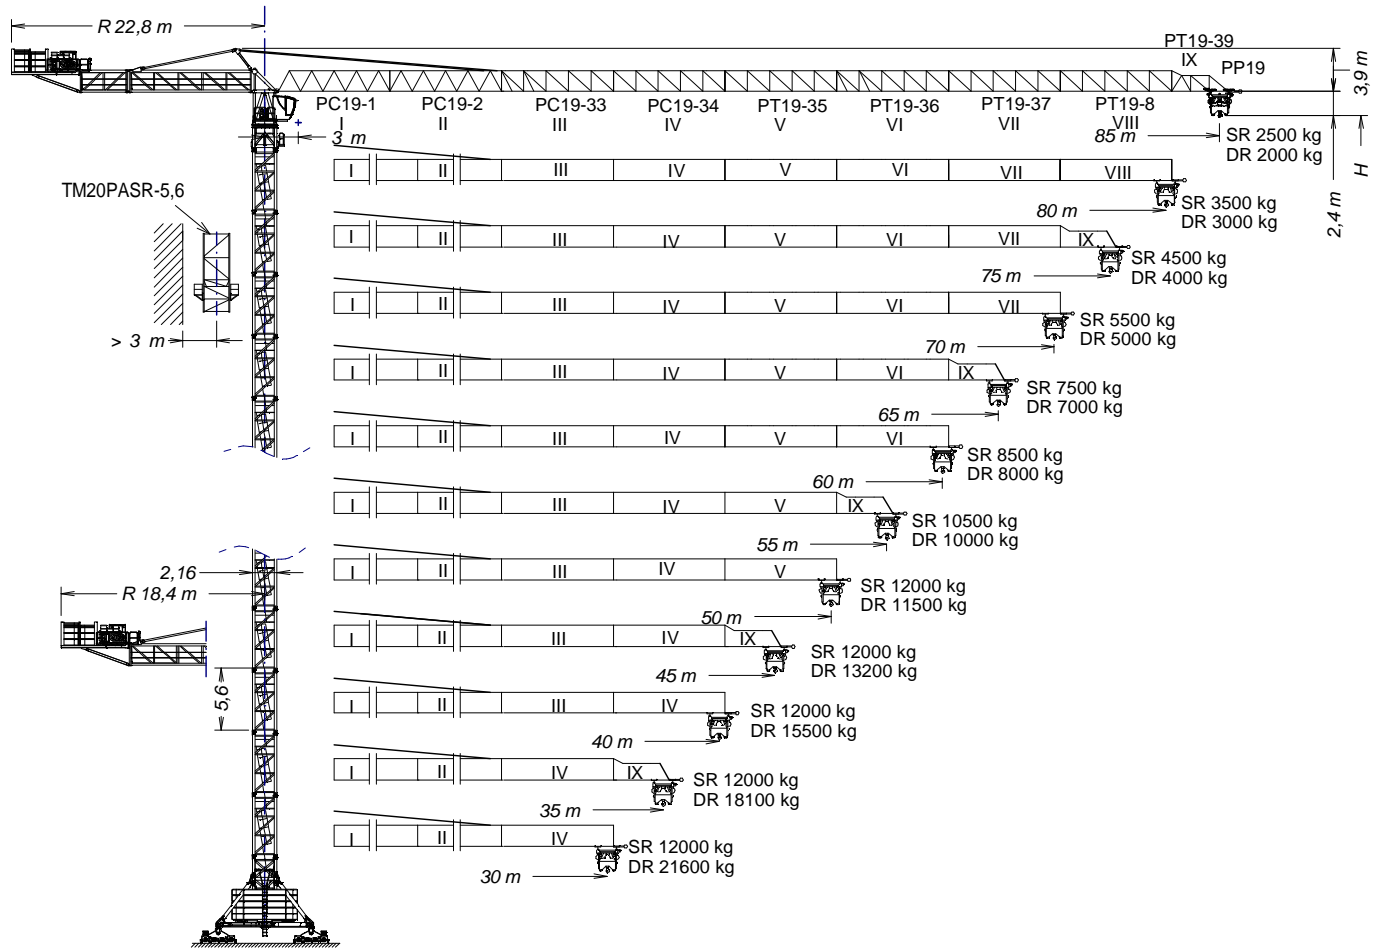 R 22,8 m
PT19-39
IX
PP19
3,9 m
PC19-1
PC19-2
PC19-33
PC19-34
PT19-35
PT19-36
PT19-37
PT19-8
I
II
III
IV
V
VI
VII
VIII
3 m
85 m
SR 2500 kg
DR 2000 kg
H
2,4 m
TM20PASR-5,6
> 3 m
I
II
III
IV
V
VI
VII
VIII
80 m
SR 3500 kg
DR 3000 kg
I
II
III
IV
V
VI
VII
IX
75 m
SR 4500 kg
DR 4000 kg
I
II
III
IV
V
VI
VII
70 m
SR 5500 kg
DR 5000 kg
I
II
III
IV
V
VI
IX
65 m
SR 7500 kg
DR 7000 kg
I
II
III
IV
V
VI
60 m
SR 8500 kg
DR 8000 kg
I
II
III
IV
V
IX
55 m
SR 10500 kg
DR 10000 kg
2,16
R 18,4 m
5,6
I
II
III
IV
V
50 m
SR 12000 kg
DR 11500 kg
I
II
III
IV
IX
45 m
SR 12000 kg
DR 13200 kg
I
II
III
IV
40 m
SR 12000 kg
DR 15500 kg
I
II
IV
IX
35 m
SR 12000 kg
DR 18100 kg
I
II
IV
30 m
SR 12000 kg
DR 21600 kg